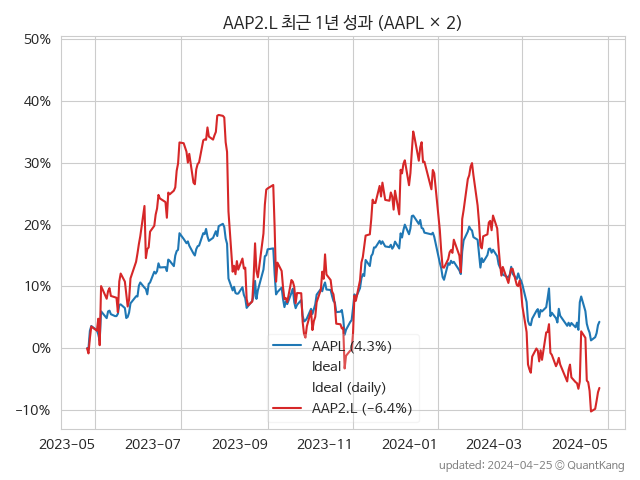 AAP2.L 최근 1년 성과 (AAPL × 2)
50%
40%
30%
20%
10%
0%
−10%
AAPL (4.3%)
Ideal
Ideal (daily)
AAP2.L (−6.4%)
2023-05 2023-07 2023-09 2023-11 2024-01 2024-03 2024-05
updated: 2024-04-25 ⓒ QuantKang